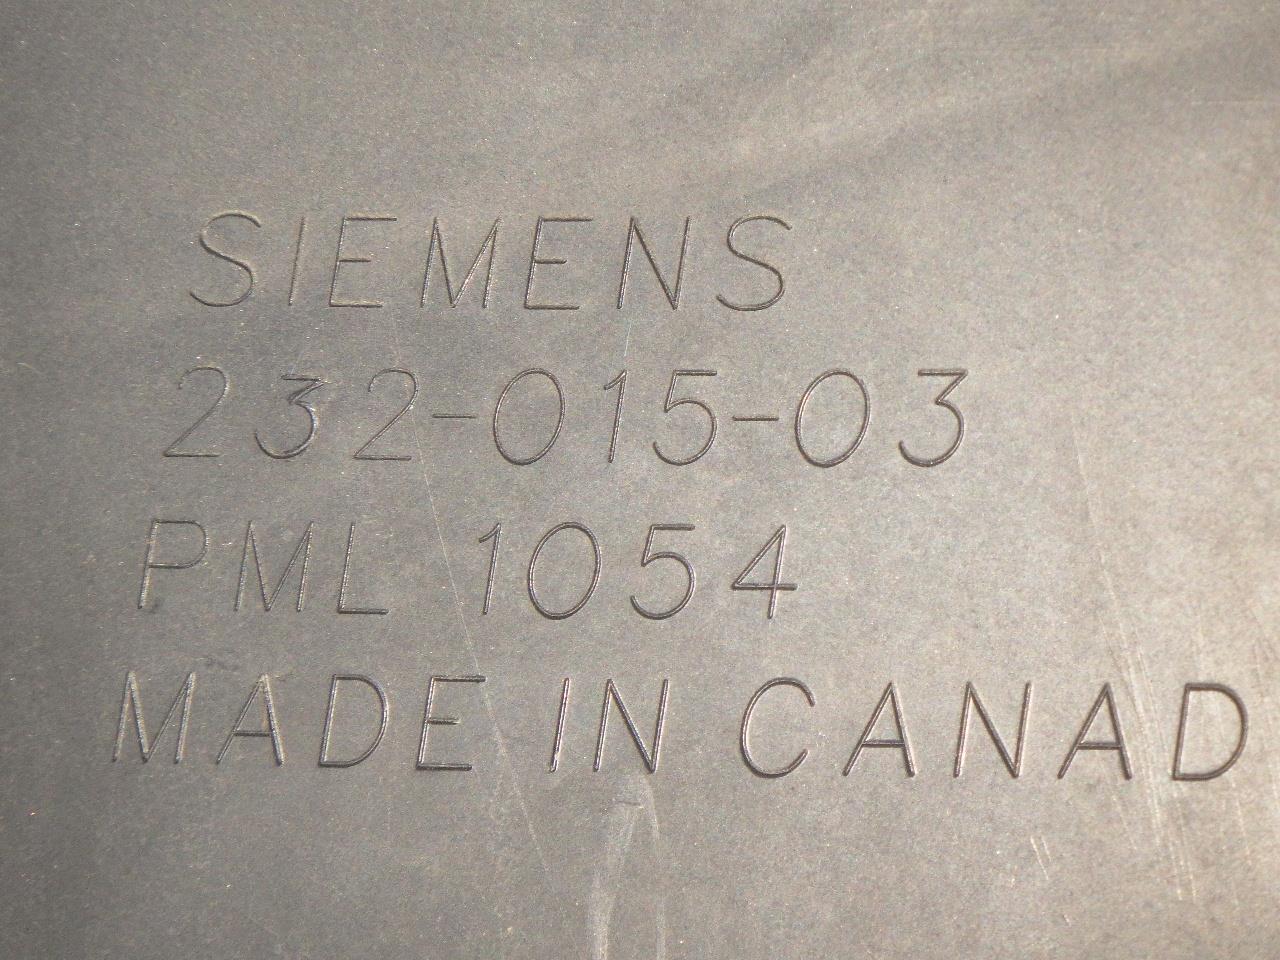 SIEMENS
232-015-03
PML 1054
MADE IN CANAD